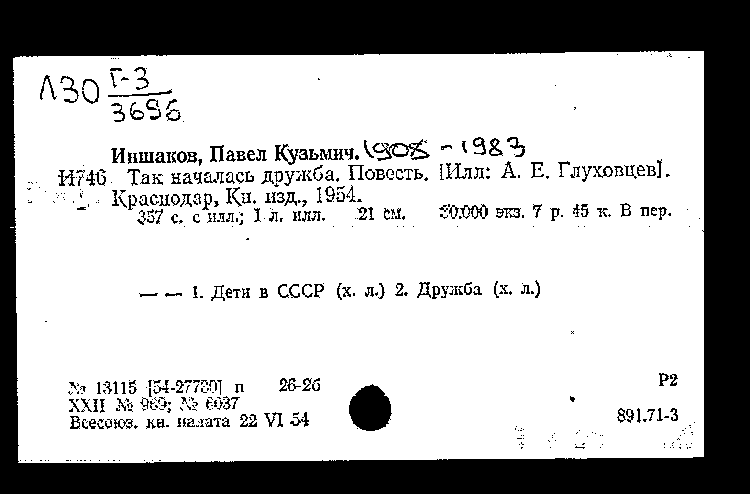 Л30 Г-3
3696
Иншаков, Павел Кузьмич. 1908 - 1983
И746 Так началась дружба. Повесть. [Илл: А. Е. Глуховцев].
Краснодар, Кн. изд., 1954.
357 с. с илл.; 1 л. илл. 21 см. 30.000 экз. 7 р. 45 к. В пер.
— — 1. Дети в СССР (х. л.) 2. Дружба (х. л.)
№ 13115 [54-27730] п 26-2б Р2
XXII № 969; № 6037
Всесоюз. кн. палата 22 VI 54 891.71-3